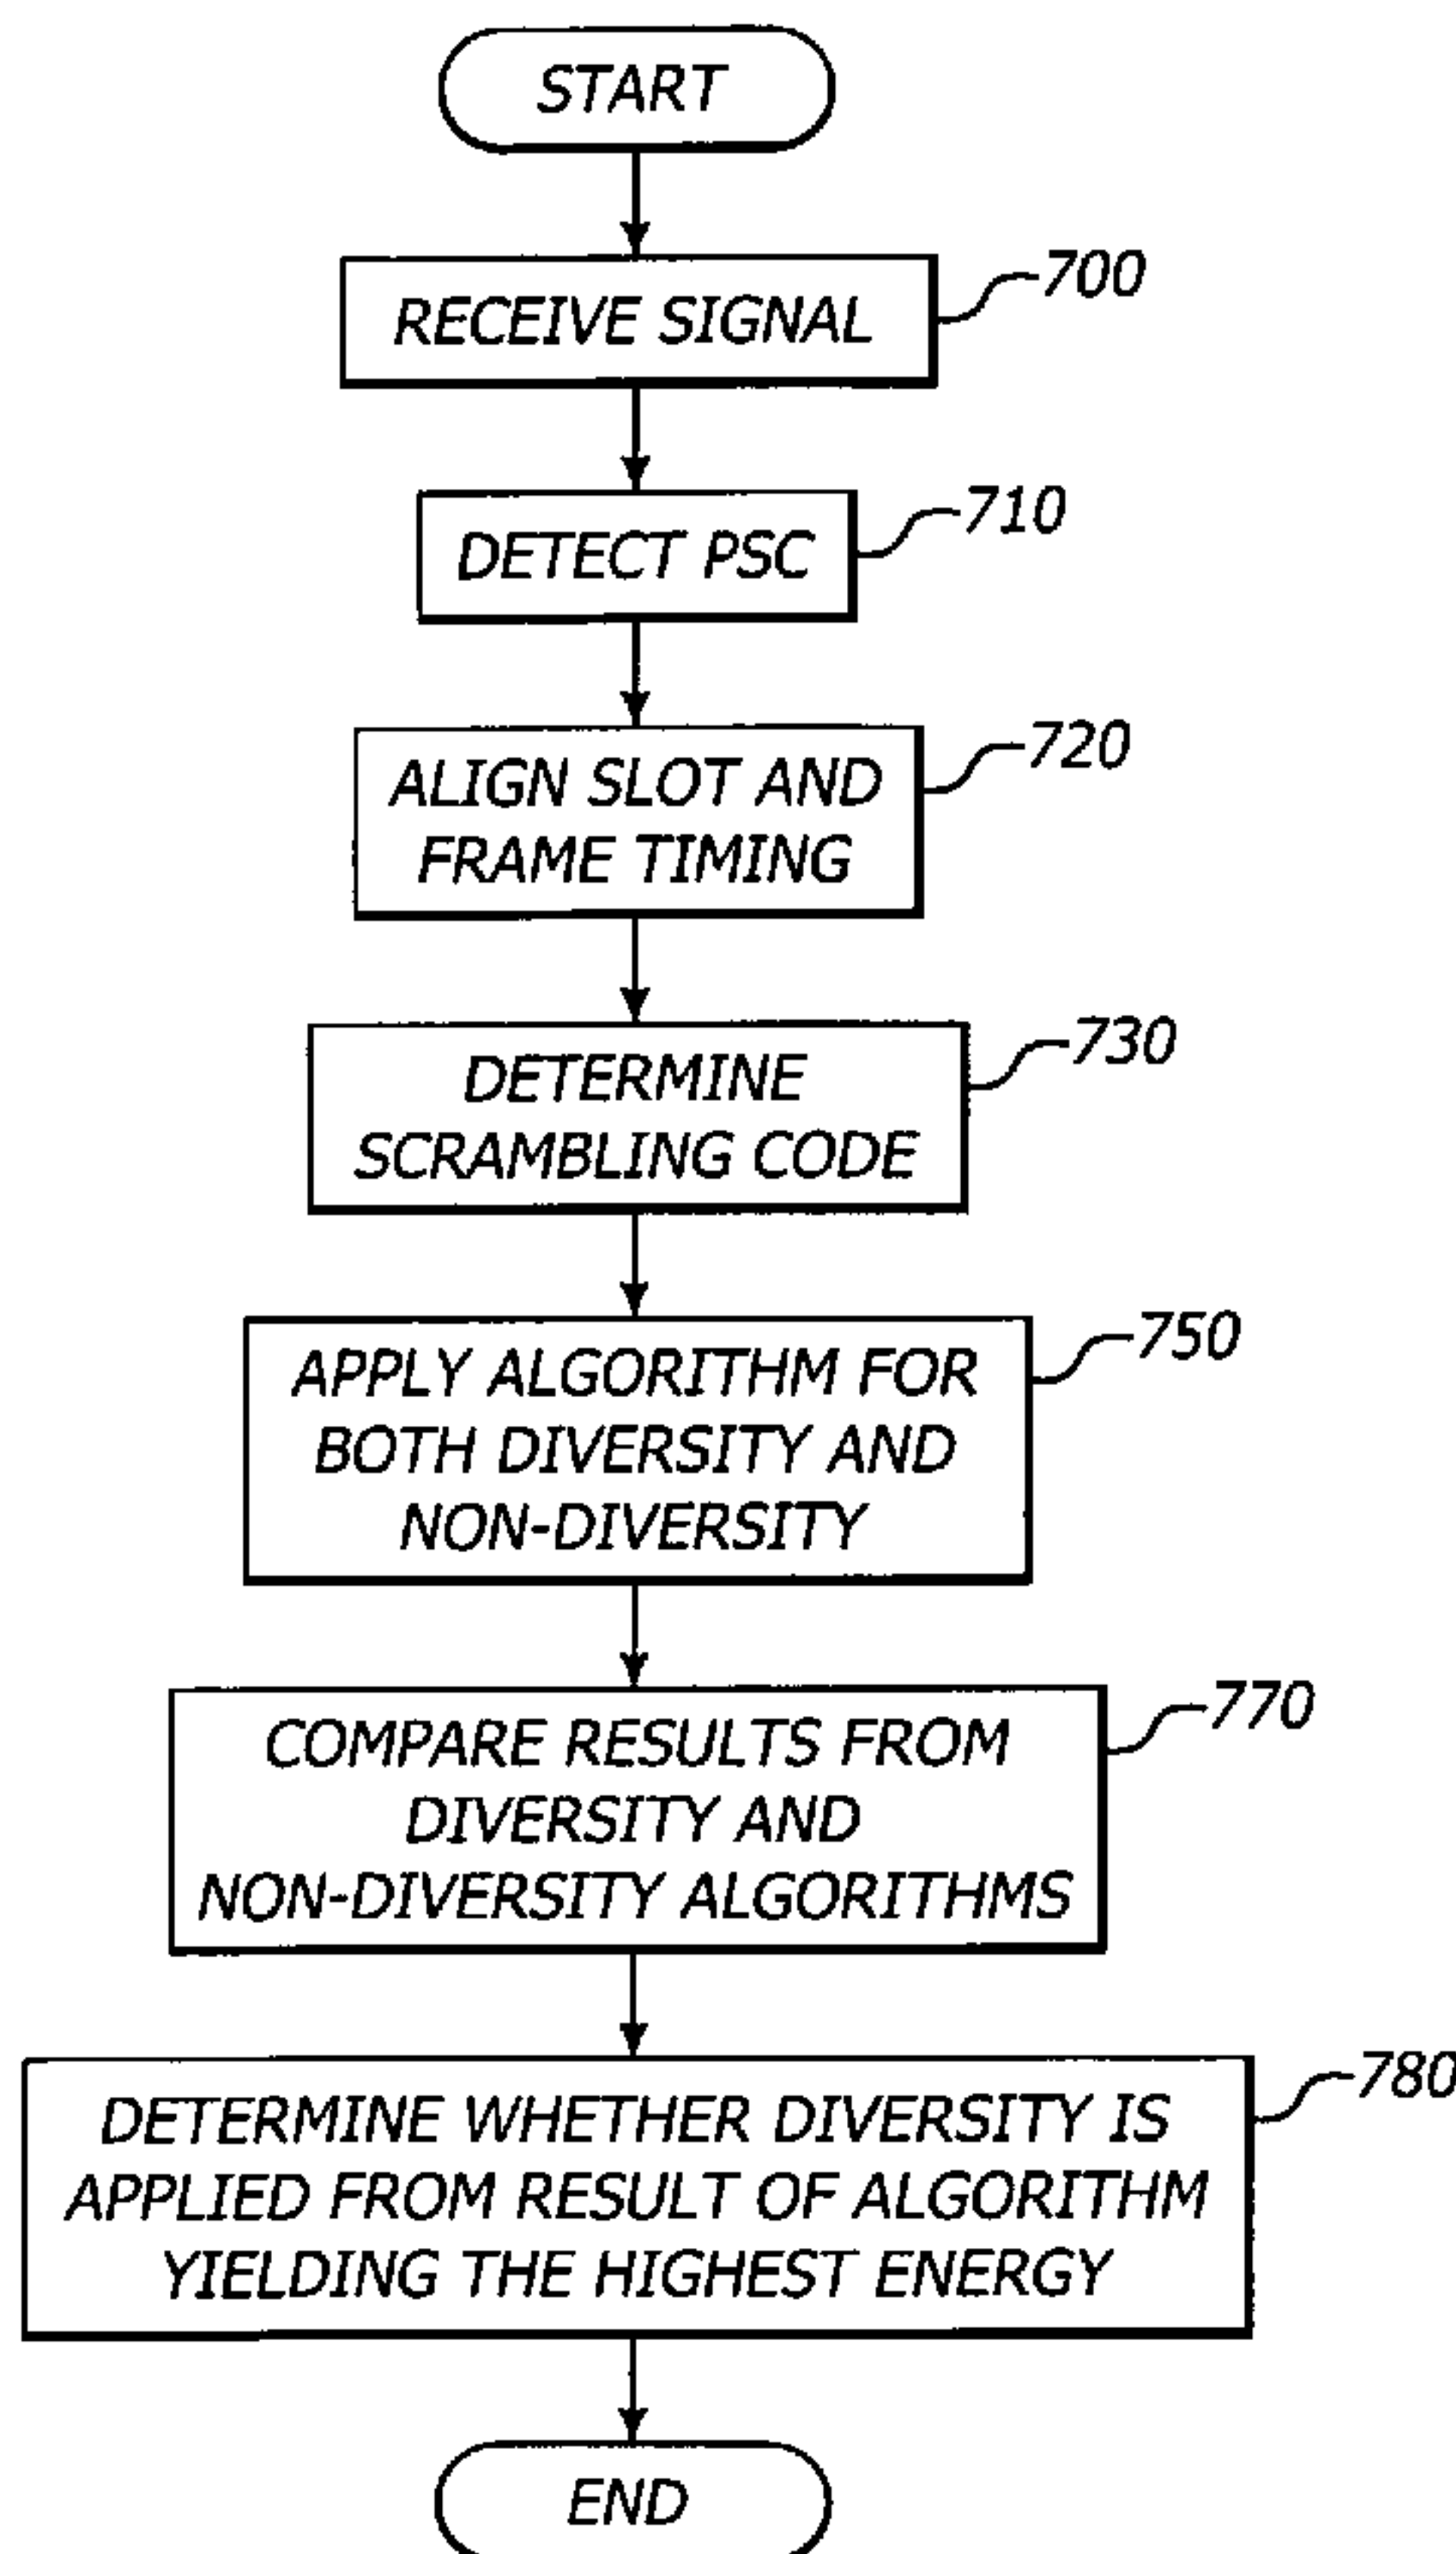 START
RECEIVE SIGNAL
700
DETECT PSC
710
ALIGN SLOT AND
FRAME TIMING
720
DETERMINE
SCRAMBLING CODE
730
APPLY ALGORITHM FOR
BOTH DIVERSITY AND
NON-DIVERSITY
750
COMPARE RESULTS FROM
DIVERSITY AND
NON-DIVERSITY ALGORITHMS
770
DETERMINE WHETHER DIVERSITY IS
APPLIED FROM RESULT OF ALGORITHM
YIELDING THE HIGHEST ENERGY
780
END